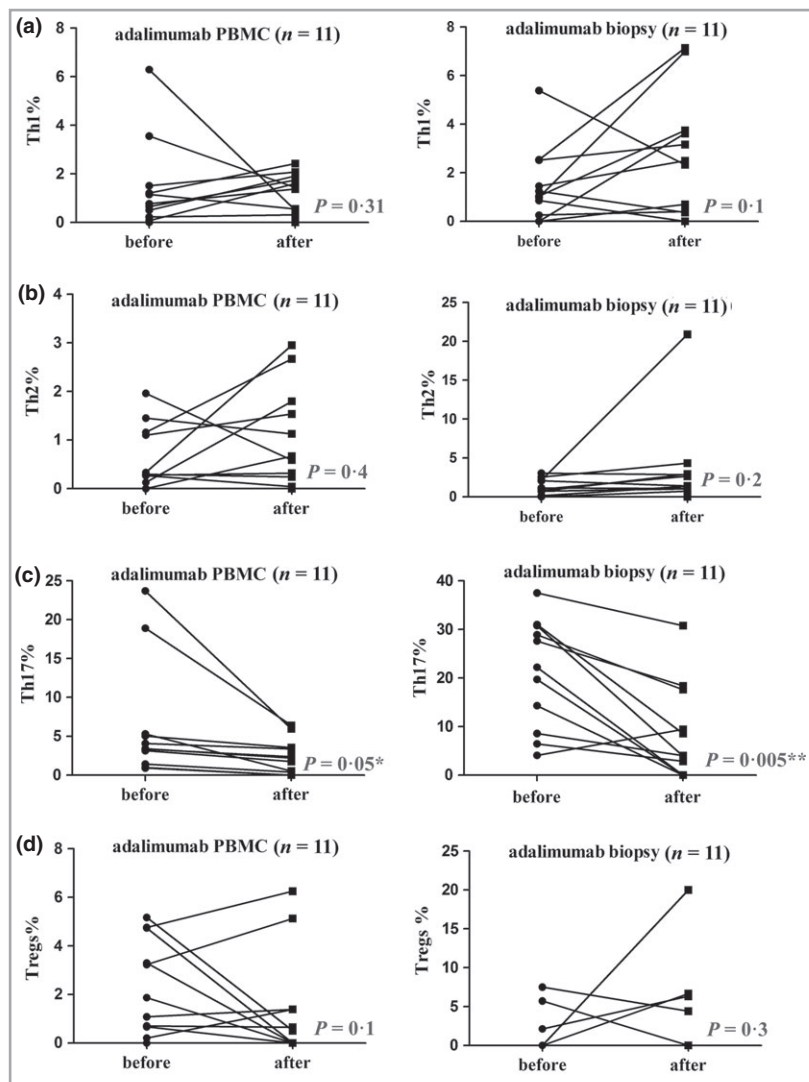 (a)
adalimumab PBMC (n = 11)
8
6
4
2
0
Th1%
before
after
P = 0·31
adalimumab biopsy (n = 11)
8
6
4
2
0
Th1%
before
after
P = 0·1
(b)
adalimumab PBMC (n = 11)
4
3
2
1
0
Th2%
before
after
P = 0·4
adalimumab biopsy (n = 11)
25
20
15
10
5
0
Th2%
before
after
P = 0·2
(c)
adalimumab PBMC (n = 11)
25
20
15
10
5
0
Th17%
before
after
P = 0·05*
adalimumab biopsy (n = 11)
40
30
20
10
0
Th17%
before
after
P = 0·005**
(d)
adalimumab PBMC (n = 11)
8
6
4
2
0
Tregs%
before
after
P = 0·1
adalimumab biopsy (n = 11)
25
20
15
10
5
0
Tregs %
before
after
P = 0·3